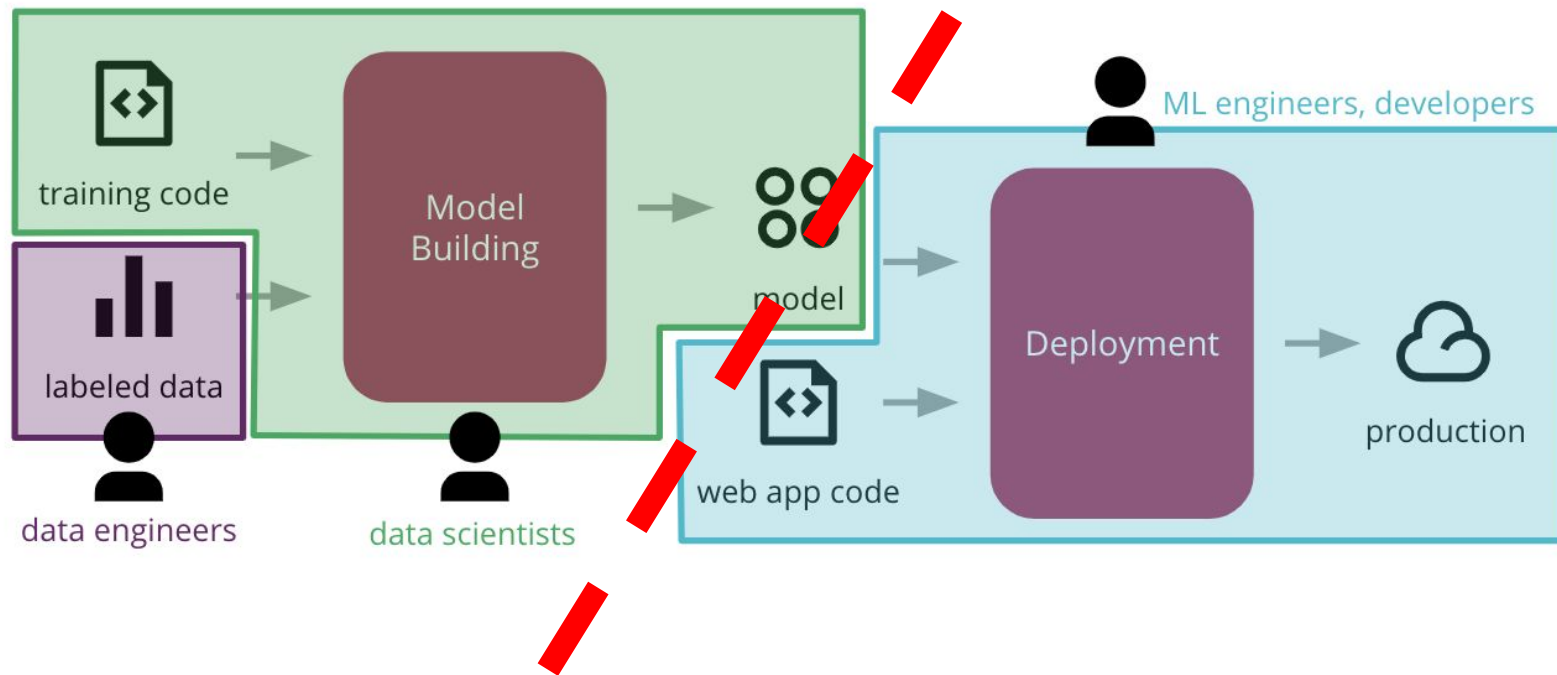 training code
labeled data
data engineers
Model
Building
data scientists
model
ML engineers, developers
web app code
Deployment
production